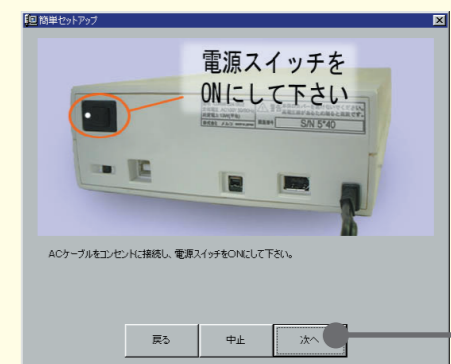 簡単セットアップ
電源スイッチを
ONにして下さい
S/N 5*40
ACケーブルをコンセントに接続し、電源スイッチをONにして下さい。
戻る
中止
次へ